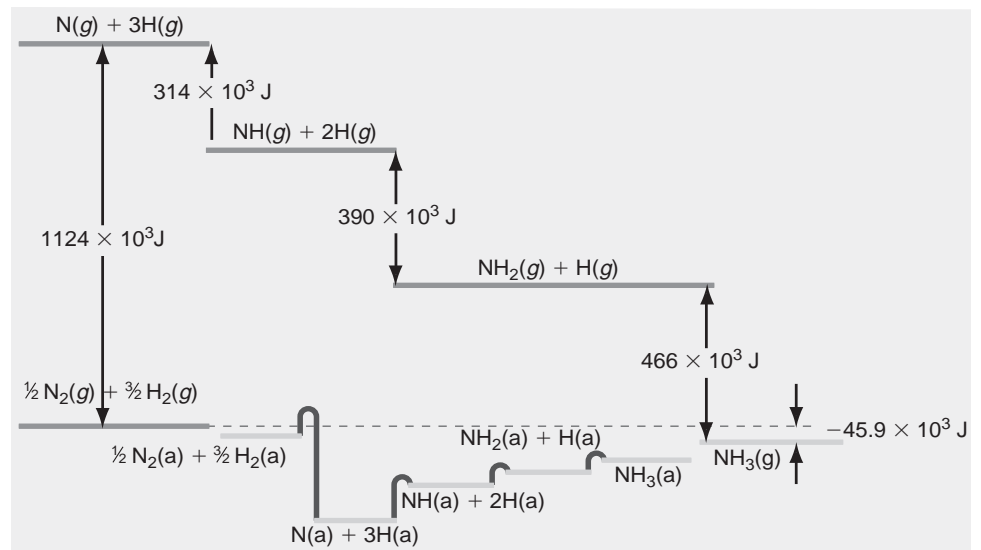 N(g) + 3H(g)
314 × 10³ J
NH(g) + 2H(g)
390 × 10³ J
1124 × 10³J
NH₂(g) + H(g)
466 × 10³ J
½ N₂(g) + ³⁄₂ H₂(g)
−45.9 × 10³ J
NH₂(a) + H(a)
½ N₂(a) + ³⁄₂ H₂(a)
NH₃(g)
NH₃(a)
NH(a) + 2H(a)
N(a) + 3H(a)